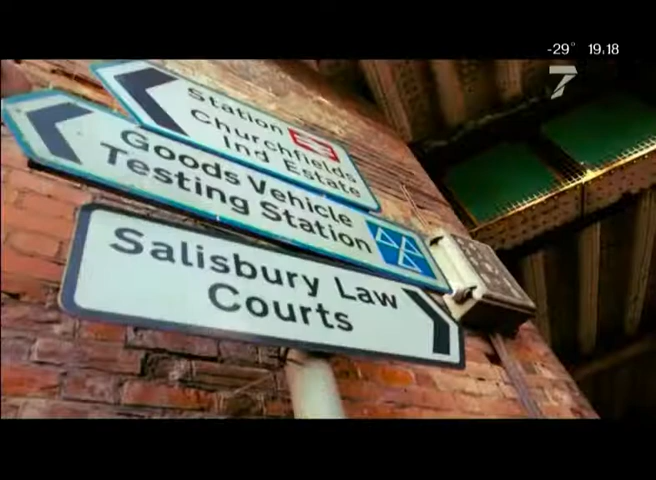 -29° 19.18
7
Station
Churchfields
Ind Estate
Goods Vehicle
Testing Station
Salisbury Law
Courts